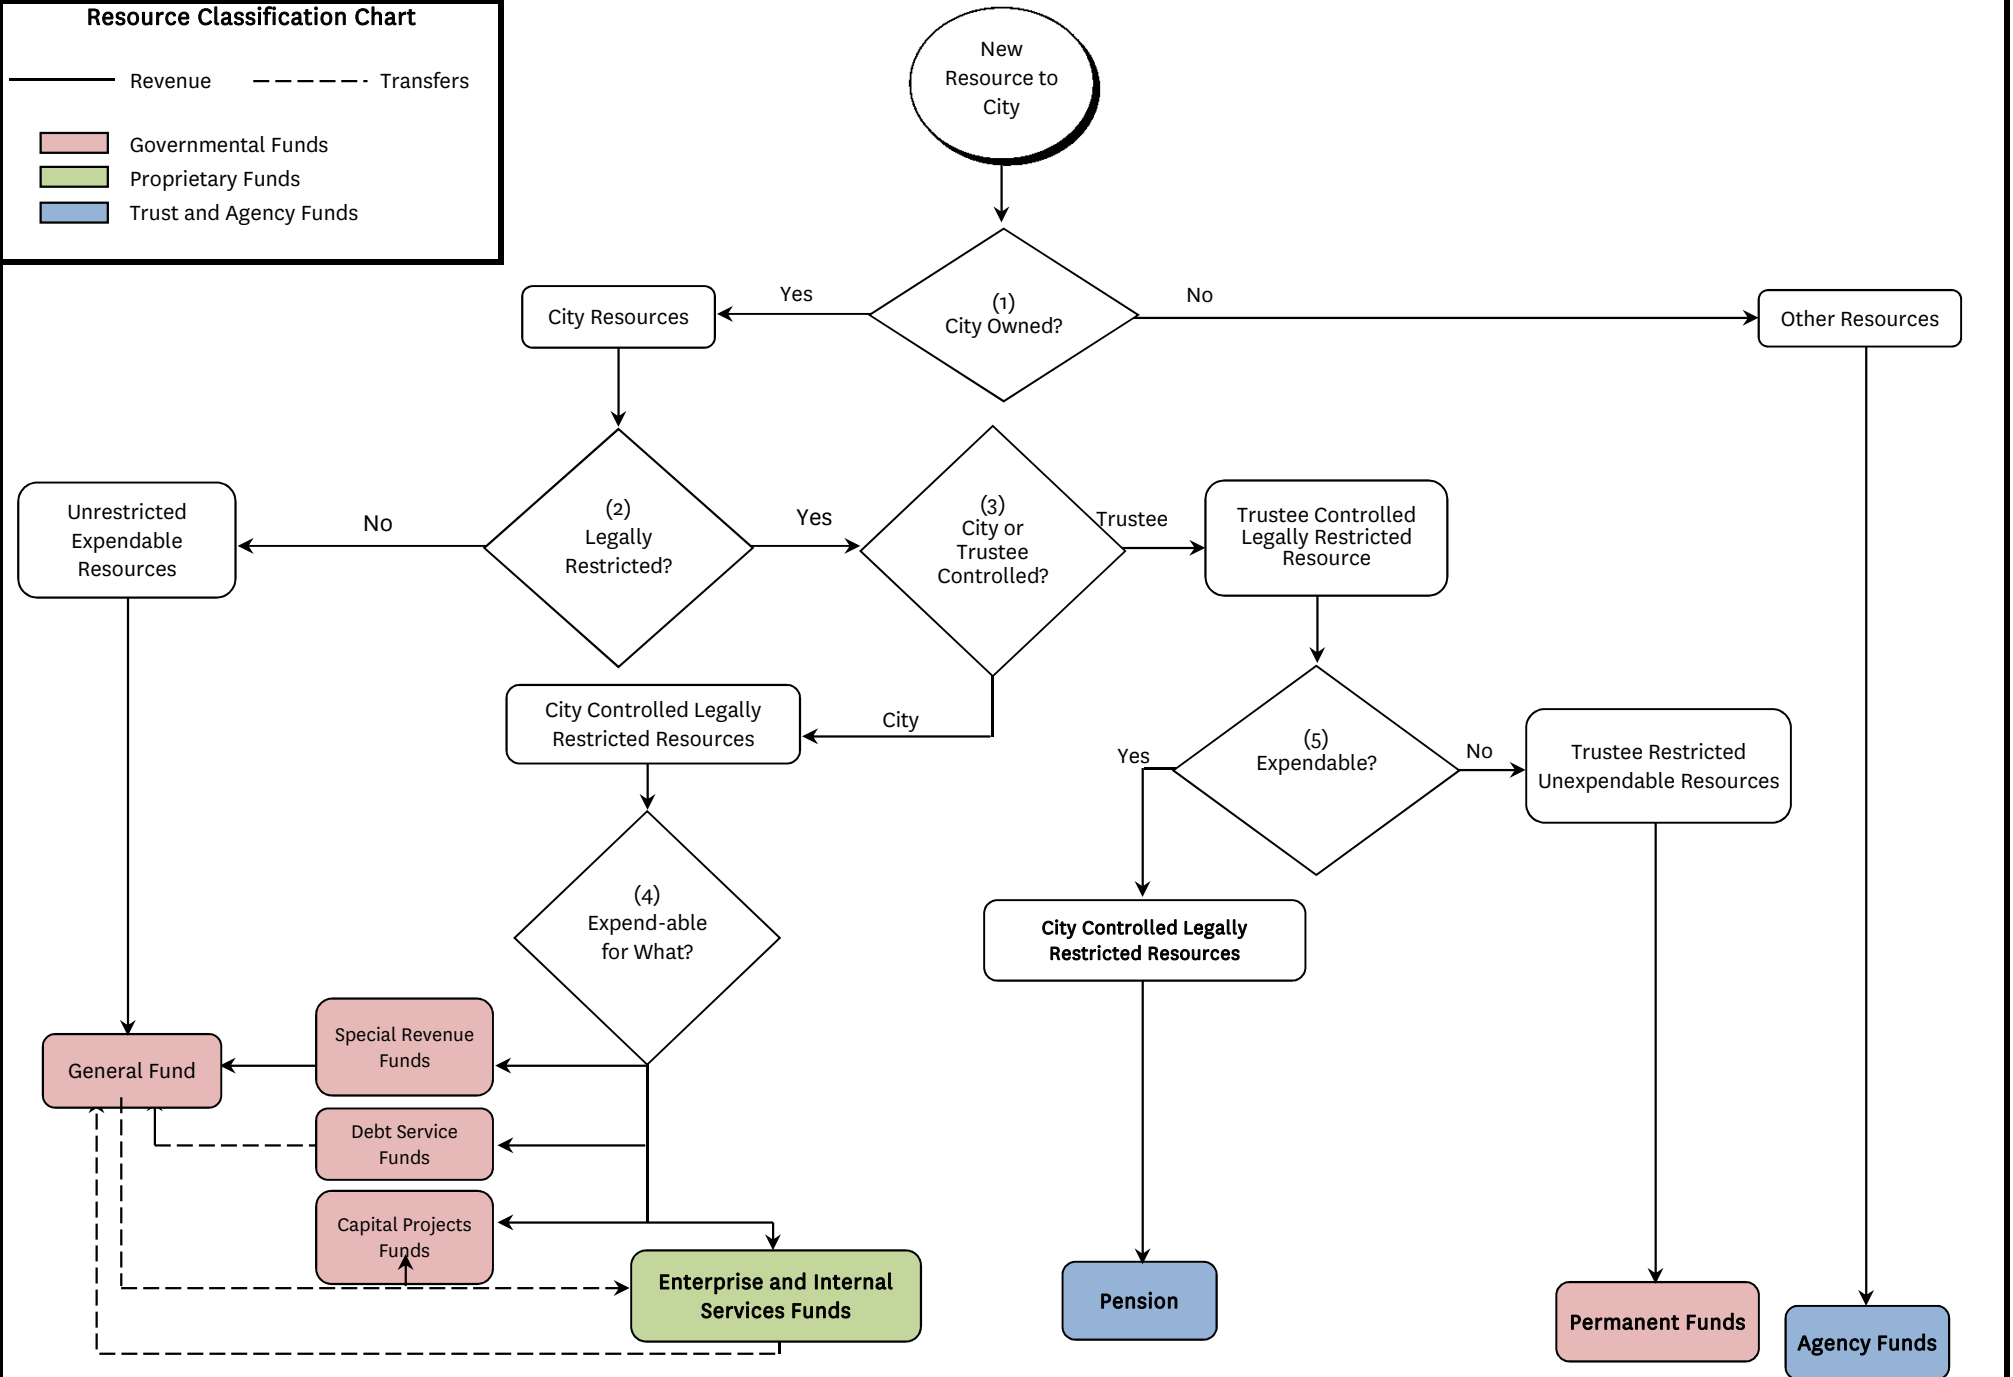 Resource Classification Chart
Revenue
Transfers
Governmental Funds
Proprietary Funds
Trust and Agency Funds
New
Resource to
City
(1)
City Owned?
Yes
No
City Resources
Other Resources
(2)
Legally
Restricted?
No
Yes
Unrestricted
Expendable
Resources
(3)
City or
Trustee
Controlled?
Trustee
Trustee Controlled
Legally Restricted
Resource
City
City Controlled Legally
Restricted Resources
(5)
Expendable?
Yes
No
Trustee Restricted
Unexpendable Resources
(4)
Expend-able
for What?
City Controlled Legally
Restricted Resources
General Fund
Special Revenue
Funds
Debt Service
Funds
Capital Projects
Funds
Enterprise and Internal
Services Funds
Pension
Permanent Funds
Agency Funds